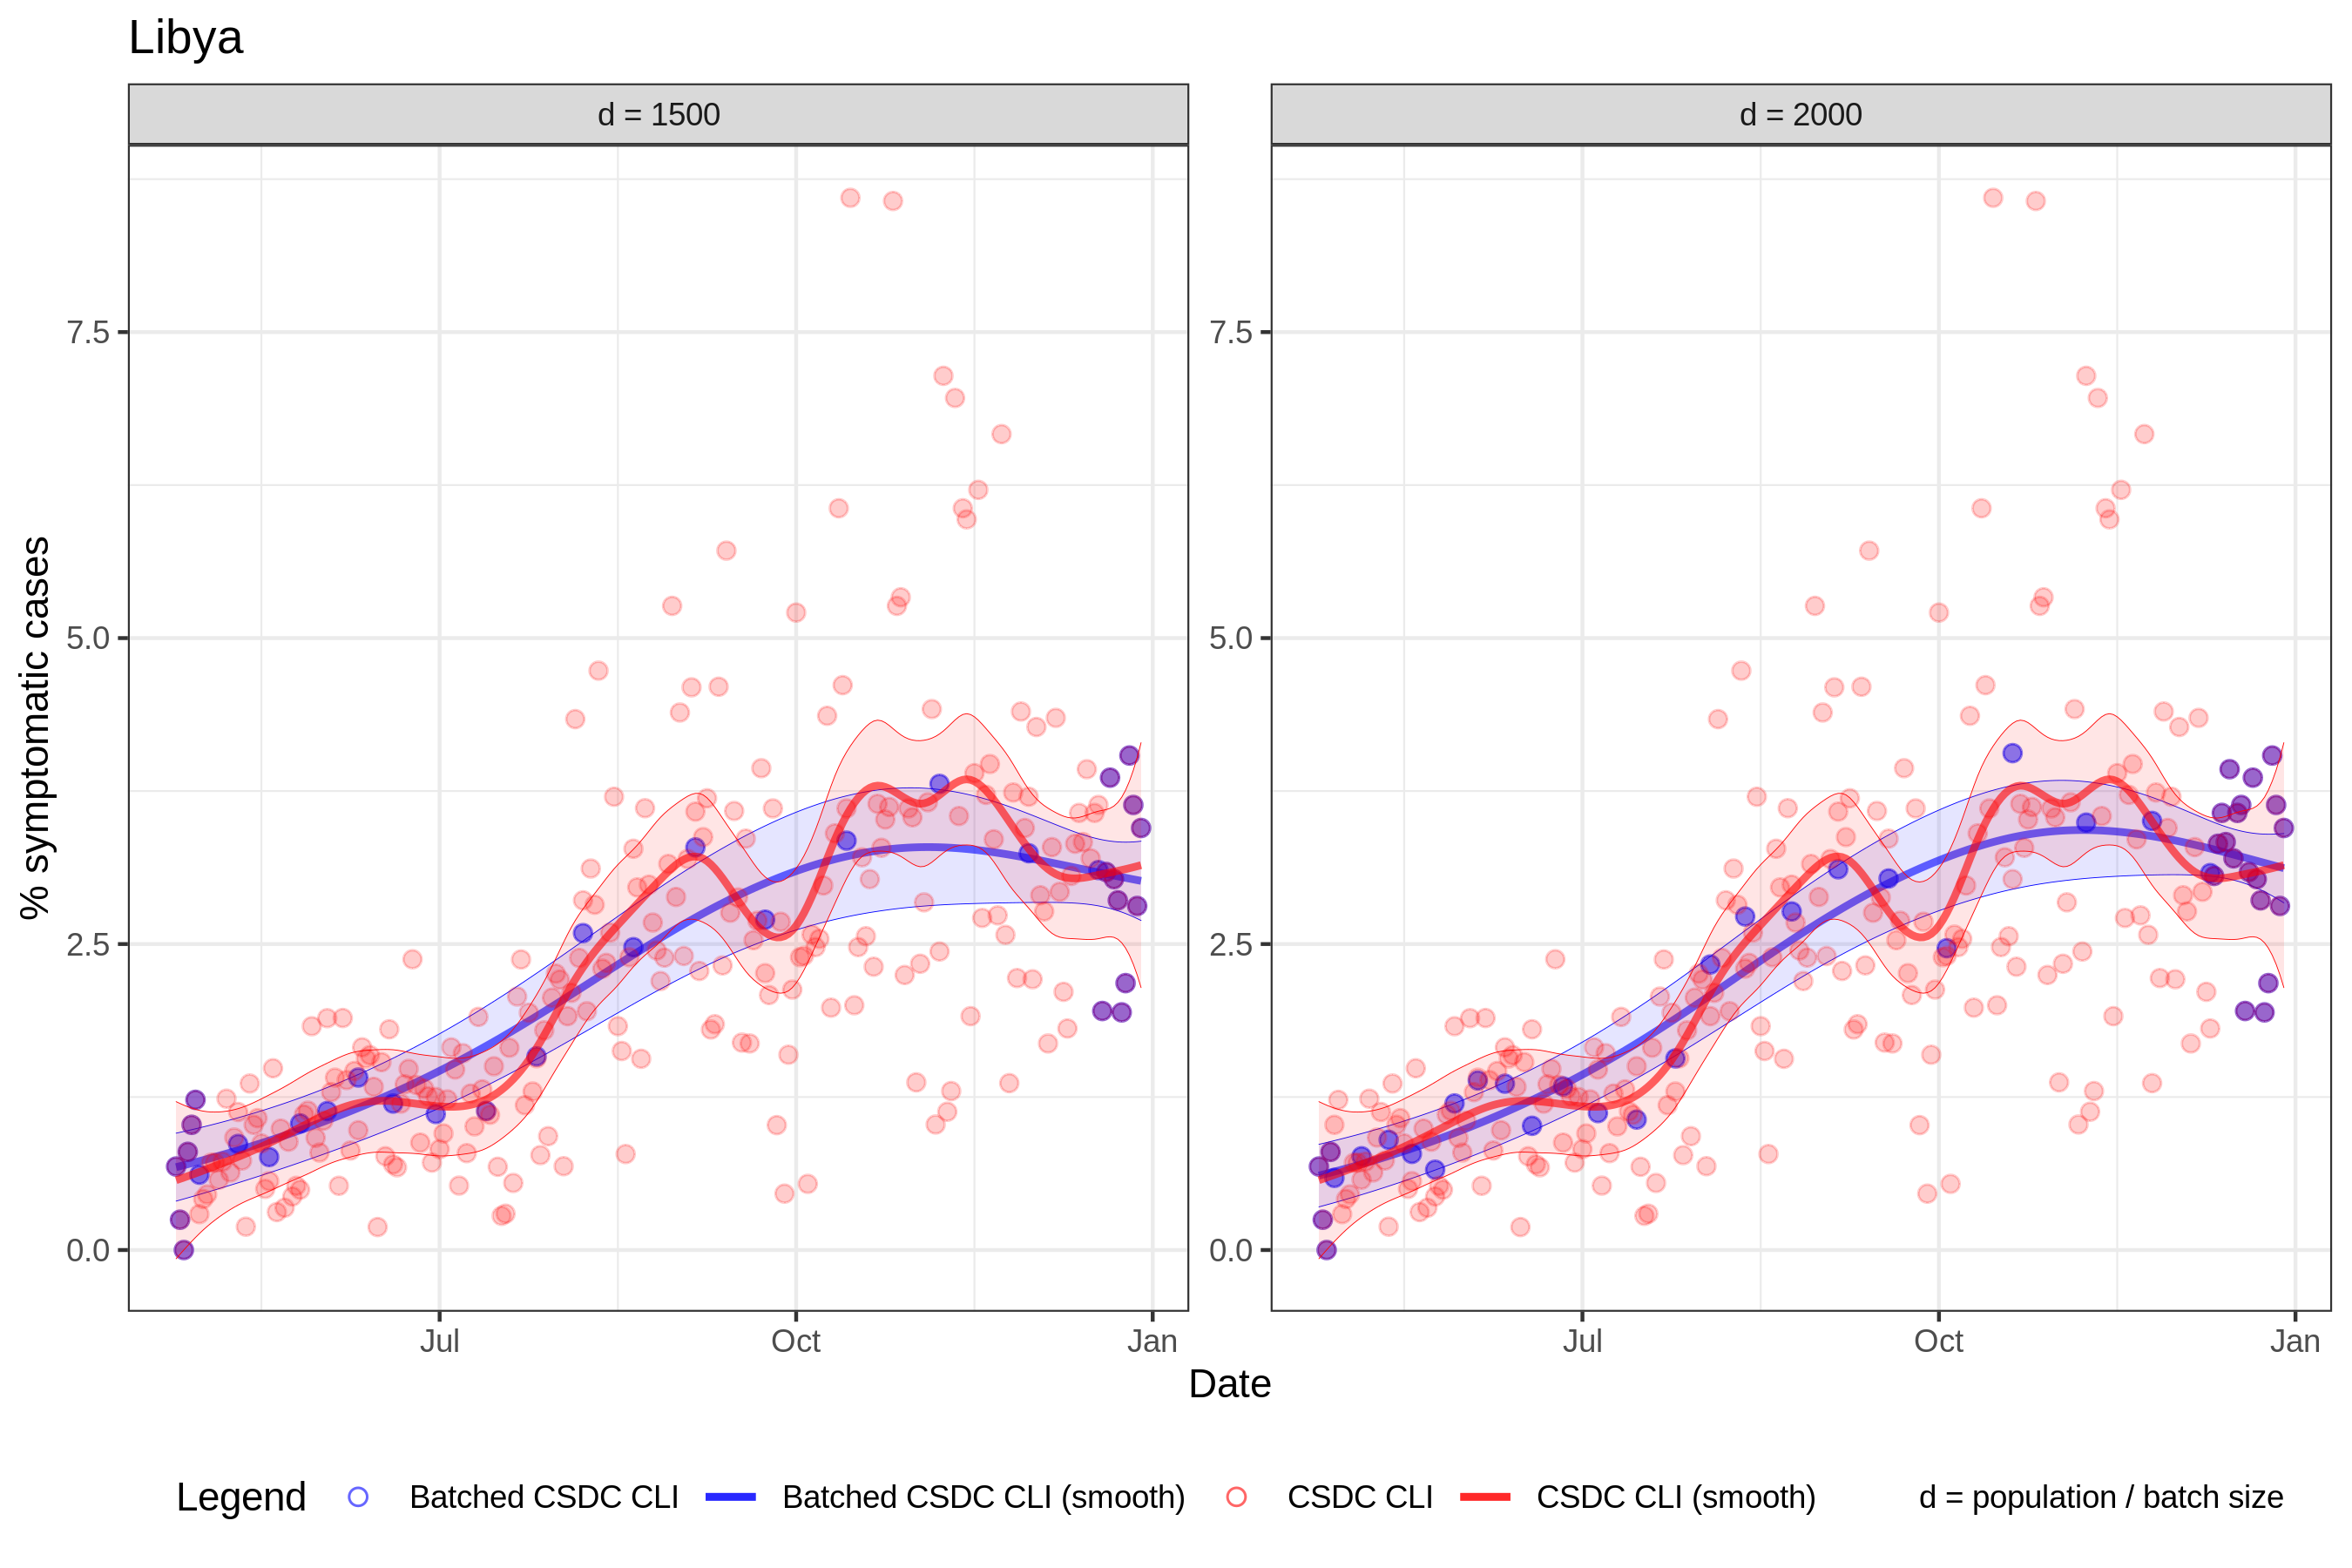 Libya
d = 1500
d = 2000
% symptomatic cases
7.5
5.0
2.5
0.0
7.5
5.0
2.5
0.0
Jul
Oct
Jan
Jul
Oct
Jan
Date
Legend
Batched CSDC CLI
Batched CSDC CLI (smooth)
CSDC CLI
CSDC CLI (smooth)
d = population / batch size